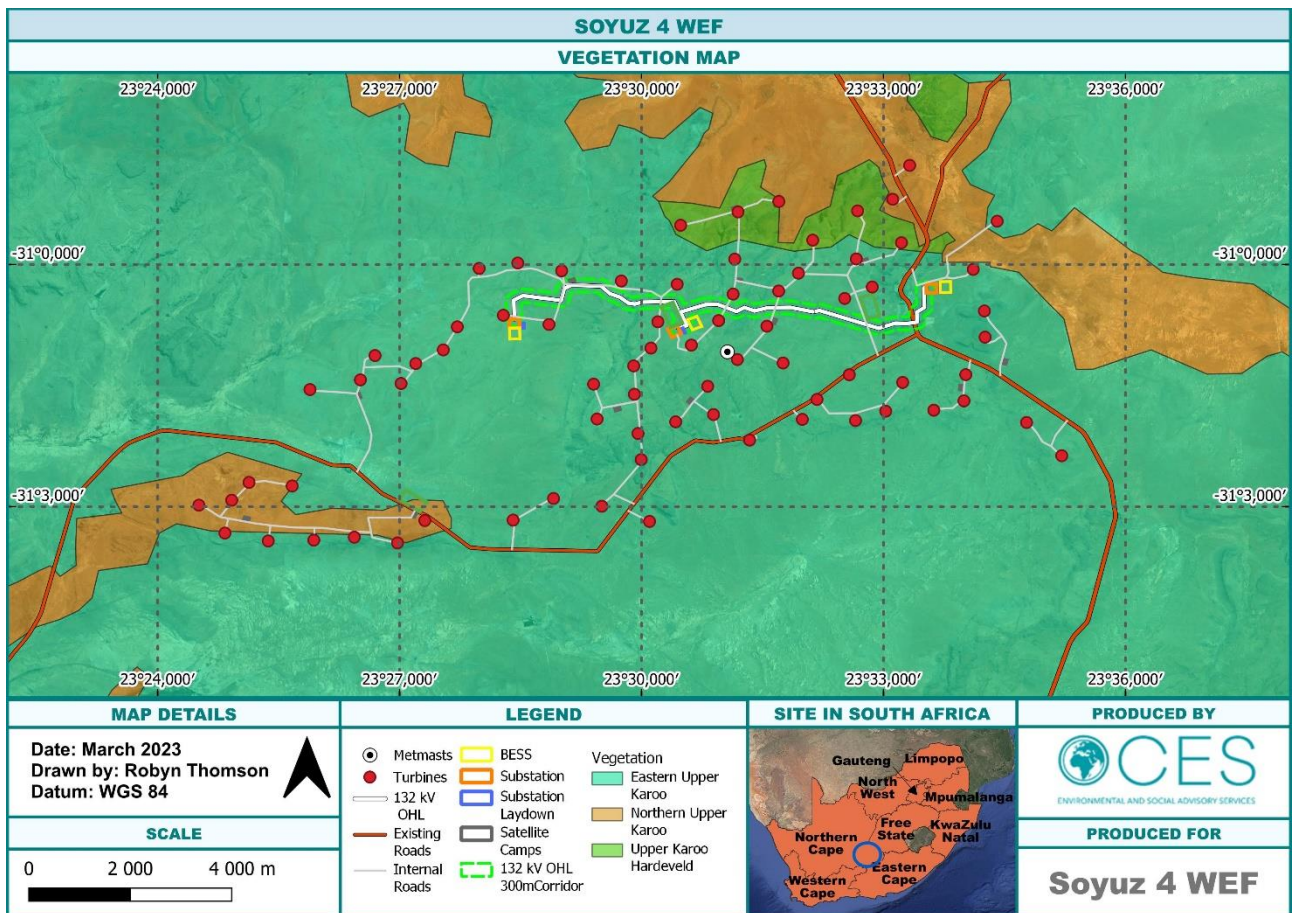 SOYUZ 4 WEF
VEGETATION MAP
23°24,000' 23°27,000' 23°30,000' 23°33,000' 23°36,000'
-31°0,000' -31°0,000'
-31°3,000' -31°3,000'
23°24,000' 23°27,000' 23°30,000' 23°33,000' 23°36,000'
MAP DETAILS
Date: March 2023
Drawn by: Robyn Thomson
Datum: WGS 84
SCALE
0 2 000 4 000 m
LEGEND
Metmasts
Turbines
132 kV
OHL
Existing
Roads
Internal
Roads
BESS
Substation
Substation
Laydown
Satellite
Camps
132 kV OHL
300mCorridor
Vegetation
Eastern Upper
Karoo
Northern Upper
Karoo
Upper Karoo
Hardeveld
SITE IN SOUTH AFRICA
Limpopo
Gauteng
North
West
Mpumalanga
Free
State
KwaZulu
Natal
Northern
Cape
Eastern
Cape
Western
Cape
PRODUCED BY
CES
ENVIRONMENTAL AND SOCIAL ADVISORY SERVICES
PRODUCED FOR
Soyuz 4 WEF